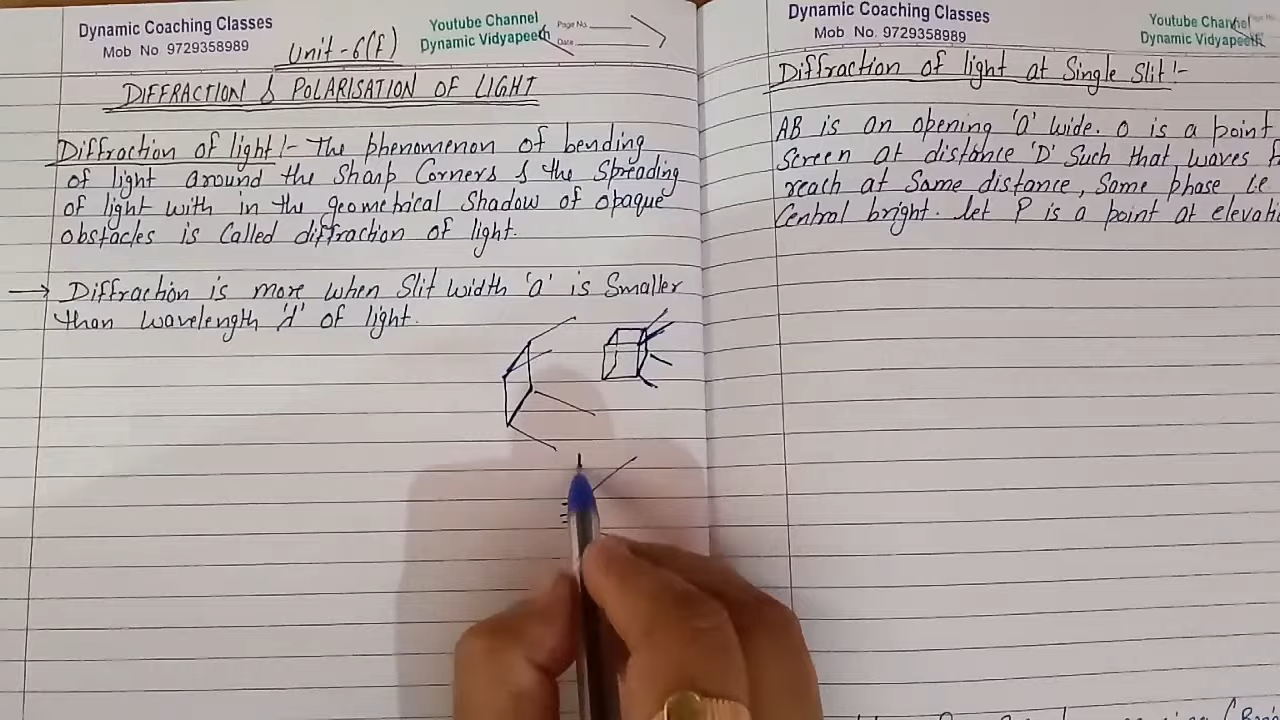 Dynamic Coaching Classes
Mob No. 9729358989
Youtube Channel
Dynamic Vidyapeeth
Page No.
Date
Unit-6(F)
DIFFRACTION & POLARISATION OF LIGHT
Diffraction of light :- The phenomenon of bending
of light around the Sharp Corners & the Spreading
of light with in the geometrical Shadow of opaque
obstacles is Called diffraction of light.
→ Diffraction is more when Slit width 'a' is Smaller
than wavelength 'λ' of light.
Dynamic Coaching Classes
Mob No. 9729358989
Youtube Channel
Dynamic Vidyapeeth
Diffraction of light at Single Slit :-
AB is an opening 'a' wide. O is a point
Screen at distance 'D' Such that waves
reach at Same distance, Same phase i.e
Central bright. Let P is a point at